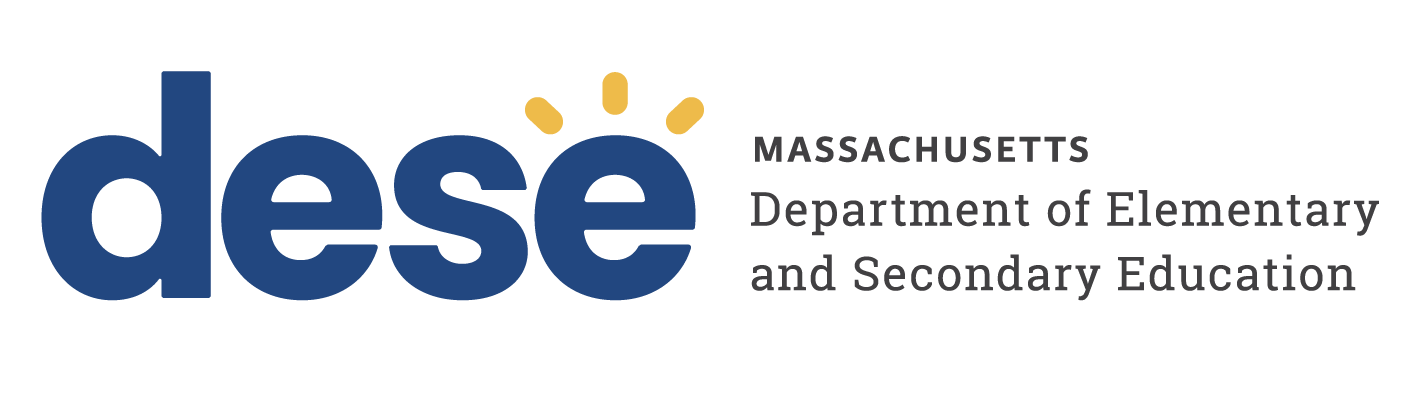 dese
MASSACHUSETTS
Department of Elementary
and Secondary Education